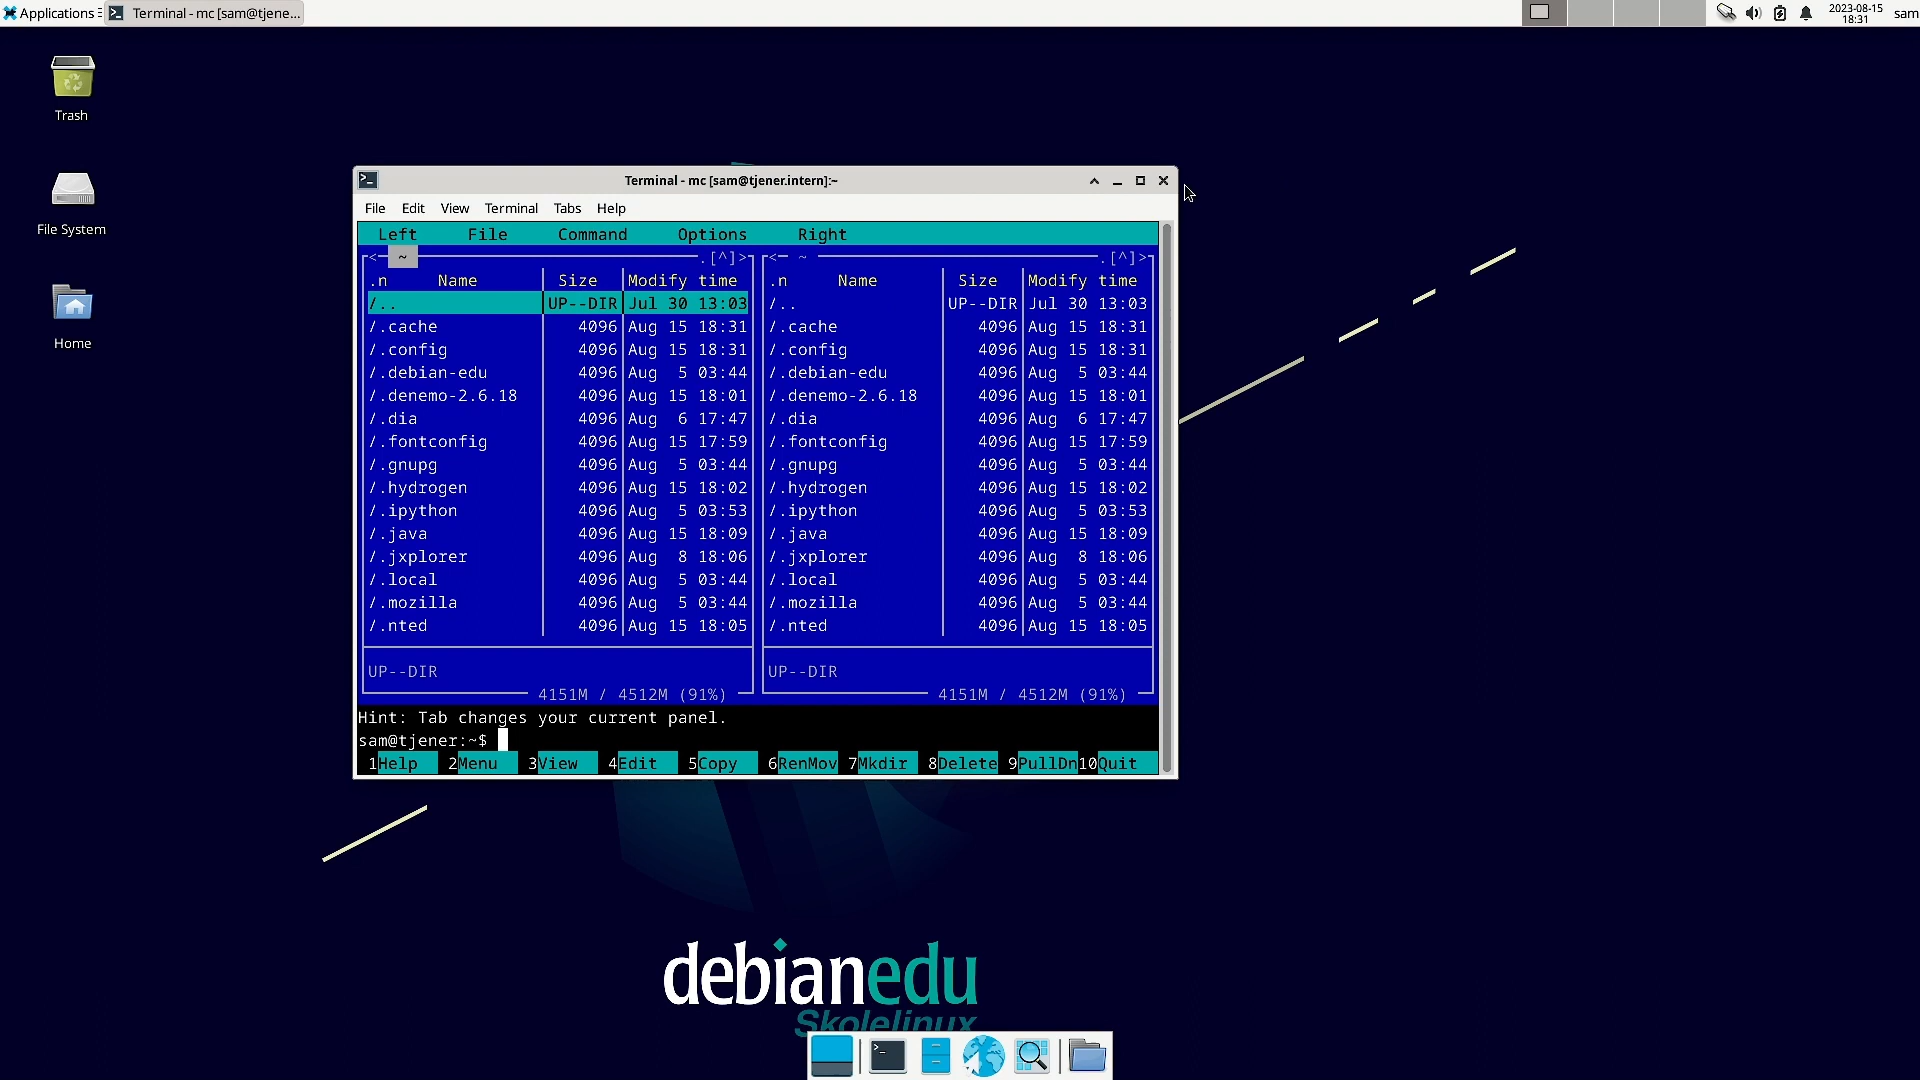 Applications
Terminal - mc [sam@tjene...
2023-08-15
18:31
sam
Trash
File System
Home
Terminal - mc [sam@tjener.intern]:~
File Edit View Terminal Tabs Help
Left File Command Options Right
<─ ~ .[^]> <─ ~ .[^]>
.n Name Size Modify time .n Name Size Modify time
/.. UP--DIR Jul 30 13:03 /.. UP--DIR Jul 30 13:03
/.cache 4096 Aug 15 18:31 /.cache 4096 Aug 15 18:31
/.config 4096 Aug 15 18:31 /.config 4096 Aug 15 18:31
/.debian-edu 4096 Aug 5 03:44 /.debian-edu 4096 Aug 5 03:44
/.denemo-2.6.18 4096 Aug 15 18:01 /.denemo-2.6.18 4096 Aug 15 18:01
/.dia 4096 Aug 6 17:47 /.dia 4096 Aug 6 17:47
/.fontconfig 4096 Aug 15 17:59 /.fontconfig 4096 Aug 15 17:59
/.gnupg 4096 Aug 5 03:44 /.gnupg 4096 Aug 5 03:44
/.hydrogen 4096 Aug 15 18:02 /.hydrogen 4096 Aug 15 18:02
/.ipython 4096 Aug 5 03:53 /.ipython 4096 Aug 5 03:53
/.java 4096 Aug 15 18:09 /.java 4096 Aug 15 18:09
/.jxplorer 4096 Aug 8 18:06 /.jxplorer 4096 Aug 8 18:06
/.local 4096 Aug 5 03:44 /.local 4096 Aug 5 03:44
/.mozilla 4096 Aug 5 03:44 /.mozilla 4096 Aug 5 03:44
/.nted 4096 Aug 15 18:05 /.nted 4096 Aug 15 18:05
UP--DIR UP--DIR
4151M / 4512M (91%) 4151M / 4512M (91%)
Hint: Tab changes your current panel.
sam@tjener:~$
1Help 2Menu 3View 4Edit 5Copy 6RenMov 7Mkdir 8Delete 9PullDn 10Quit
debianedu
Skolelinux